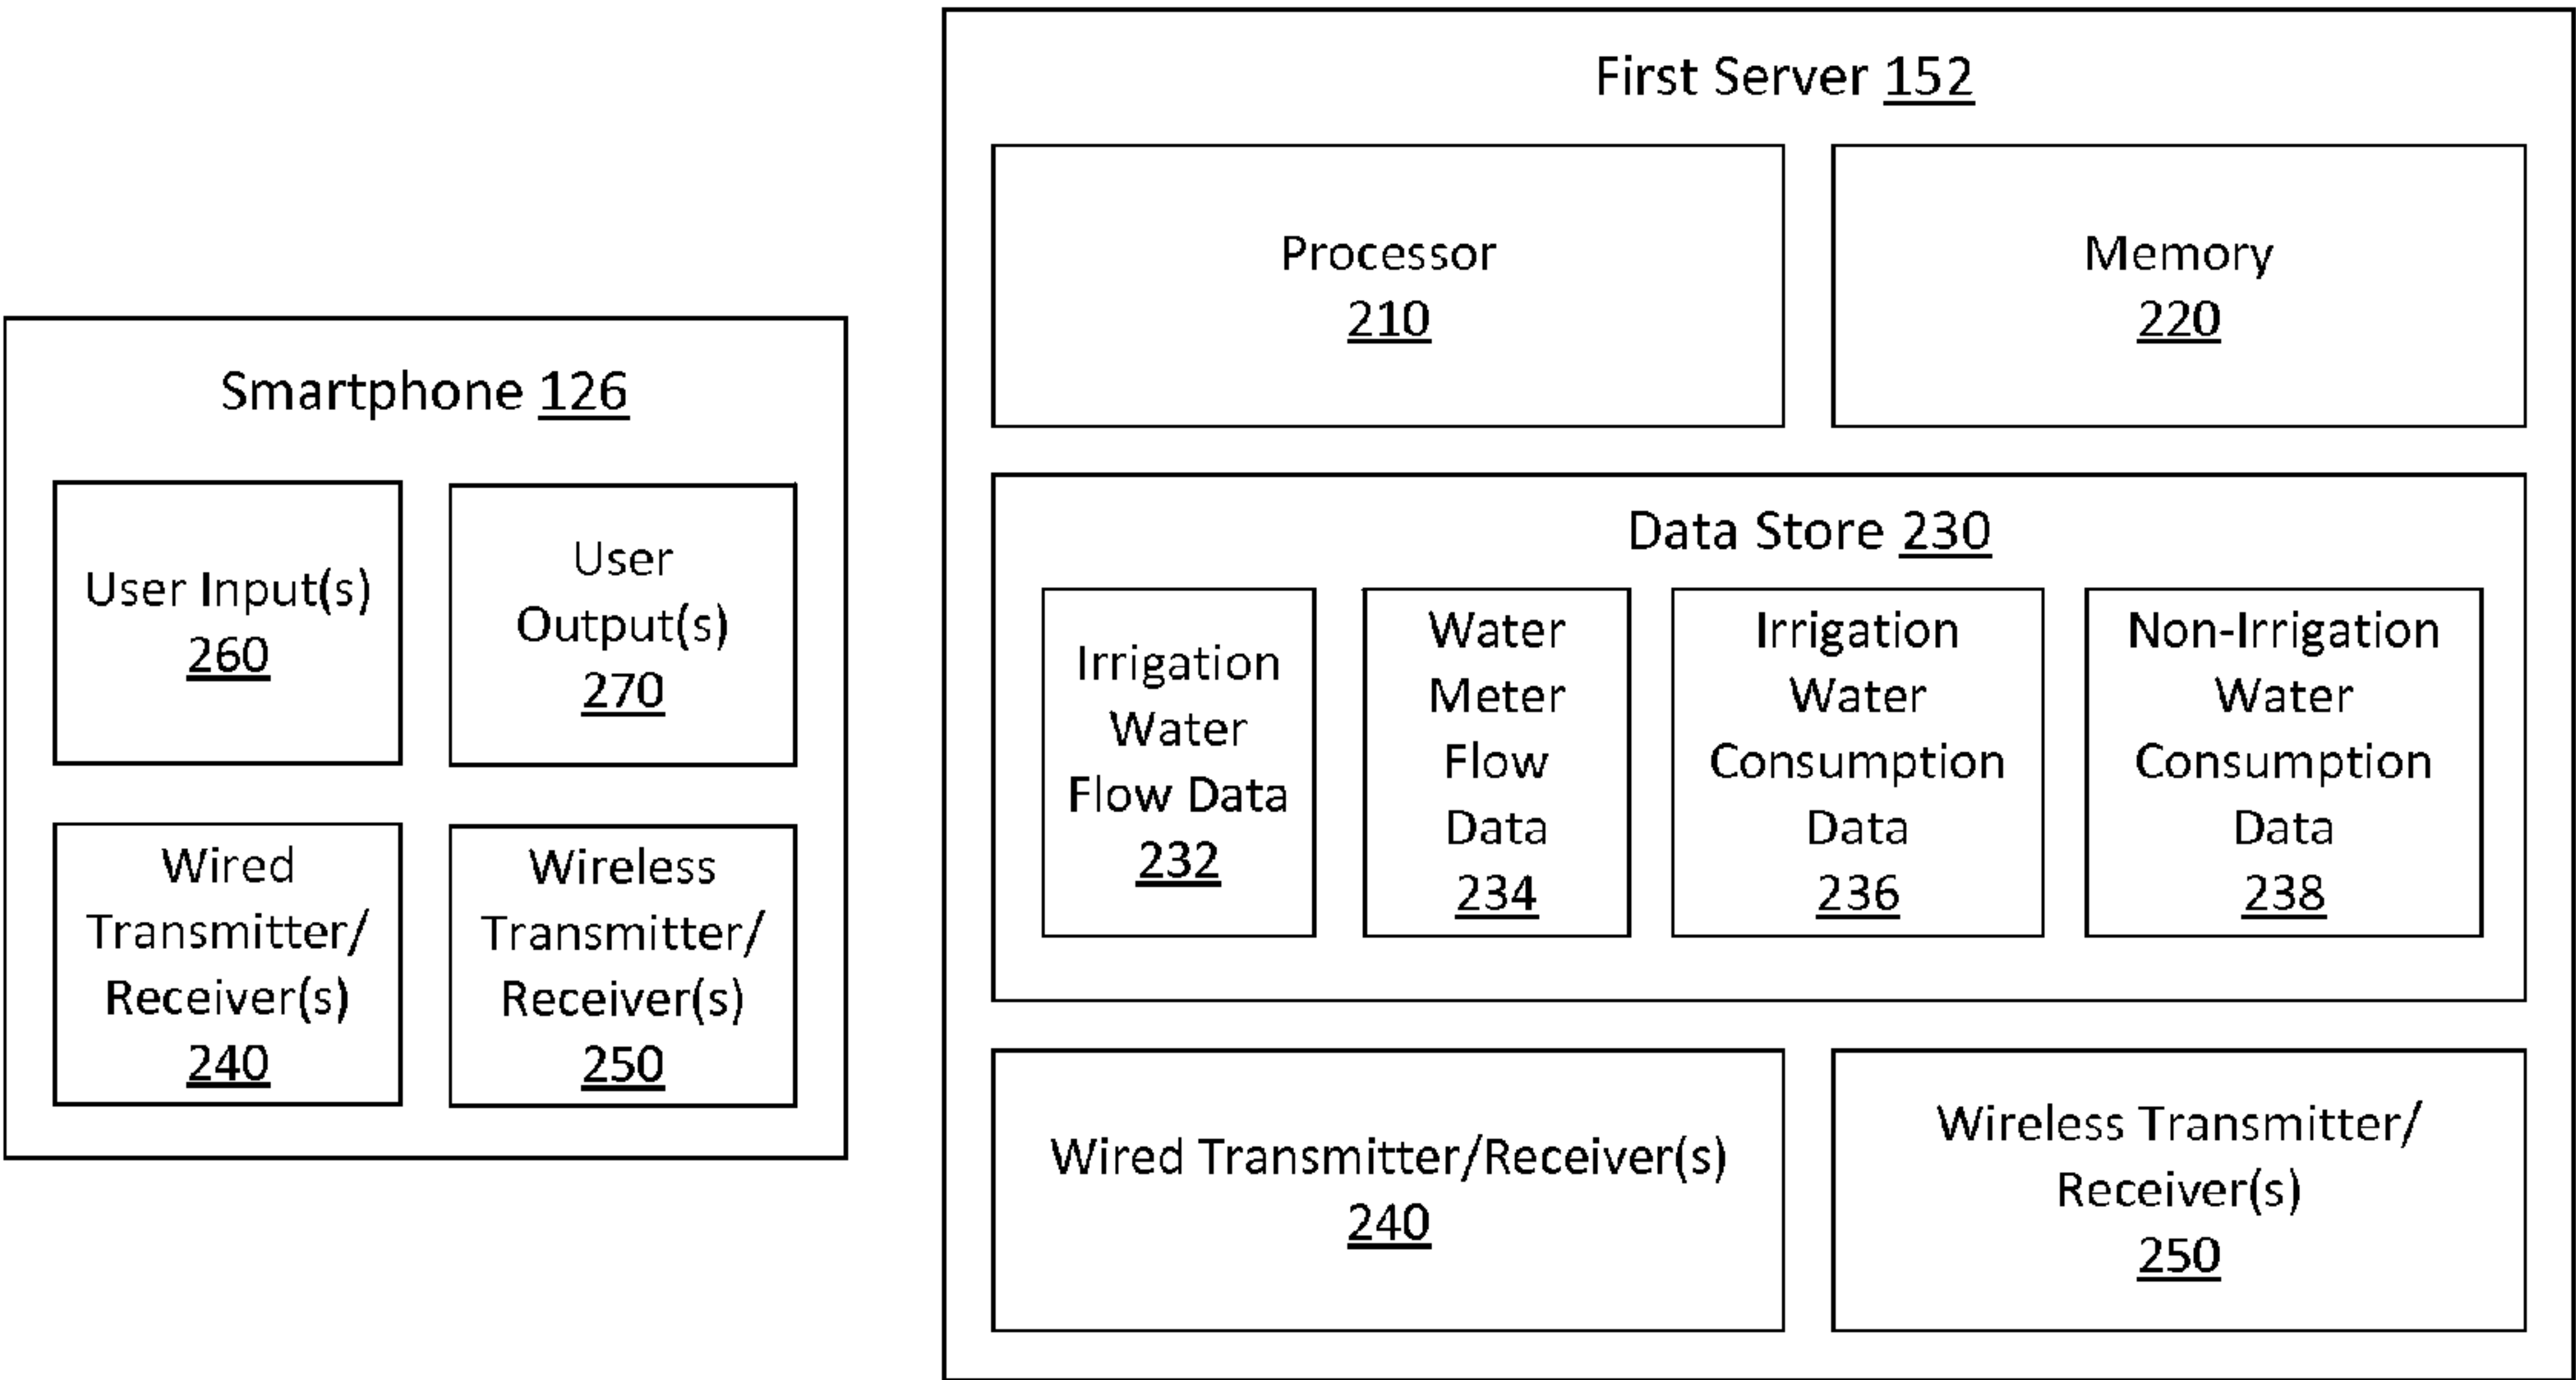 Smartphone 126
User Input(s)
260
User
Output(s)
270
Wired
Transmitter/
Receiver(s)
240
Wireless
Transmitter/
Receiver(s)
250
First Server 152
Processor
210
Memory
220
Data Store 230
Irrigation
Water
Flow Data
232
Water
Meter
Flow
Data
234
Irrigation
Water
Consumption
Data
236
Non-Irrigation
Water
Consumption
Data
238
Wired Transmitter/Receiver(s)
240
Wireless Transmitter/
Receiver(s)
250